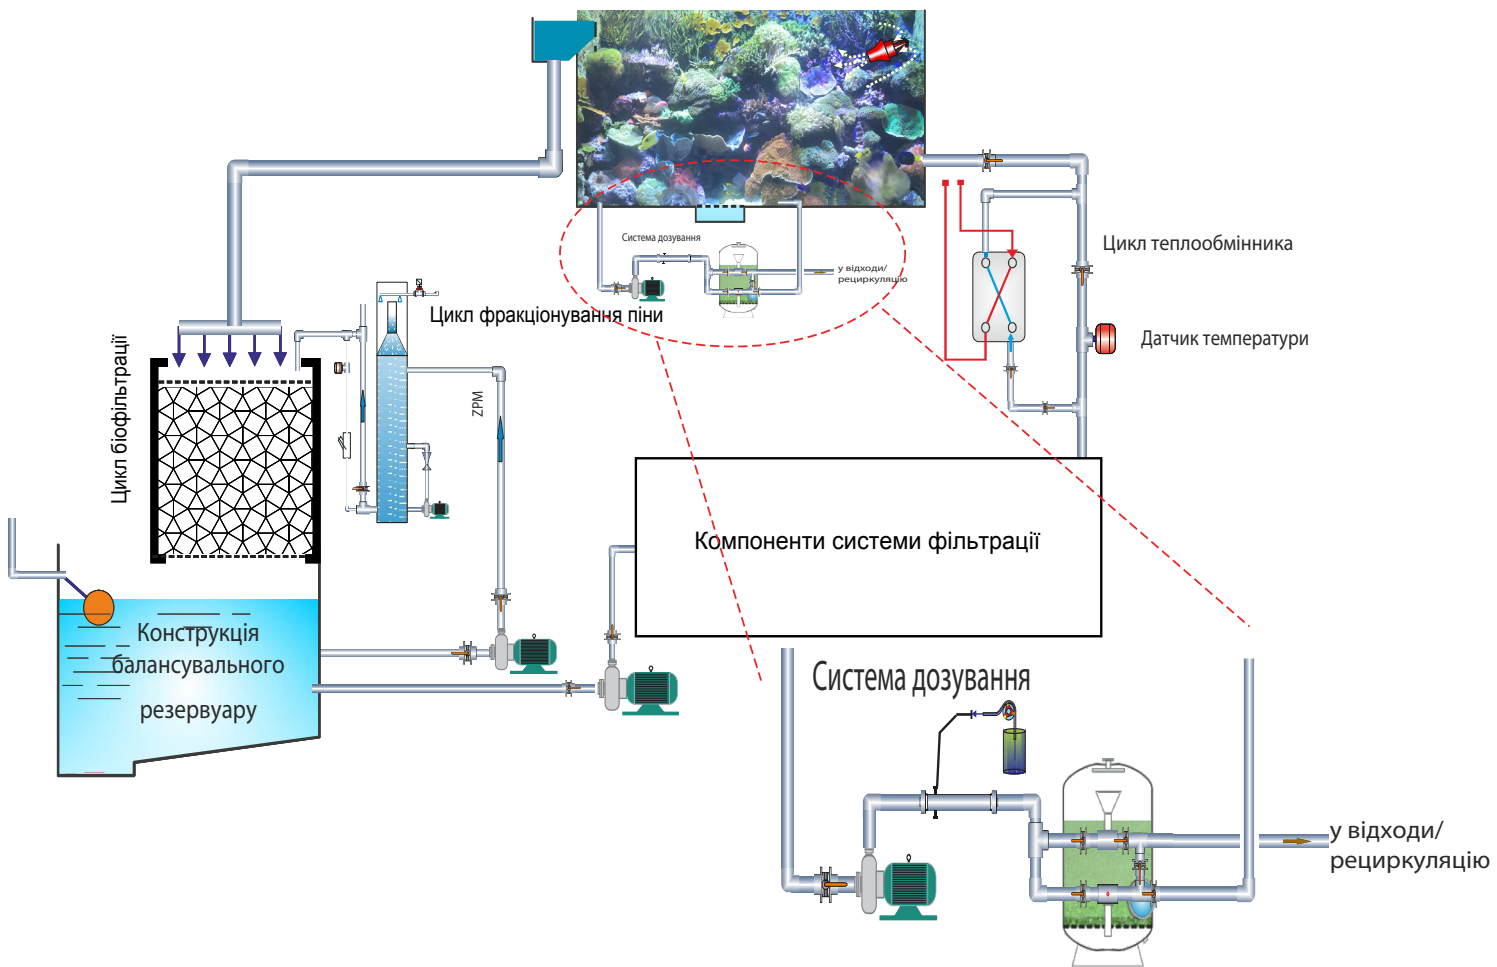 Система дозування
у відходи/
рециркуляцію
Цикл теплообмінника
Цикл фракціонування піни
Датчик температури
Цикл біофільтрації
ZPM
Компоненти системи фільтрації
Конструкція
балансувального
резервуару
Система дозування
у відходи/
рециркуляцію